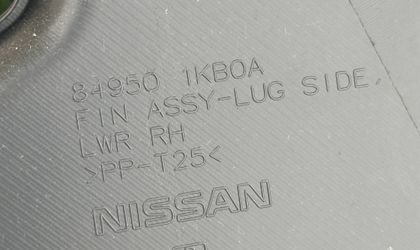 84950 1KB0A
FIN ASSY-LUG SIDE,
LWR RH
>PP-T25<
NISSAN